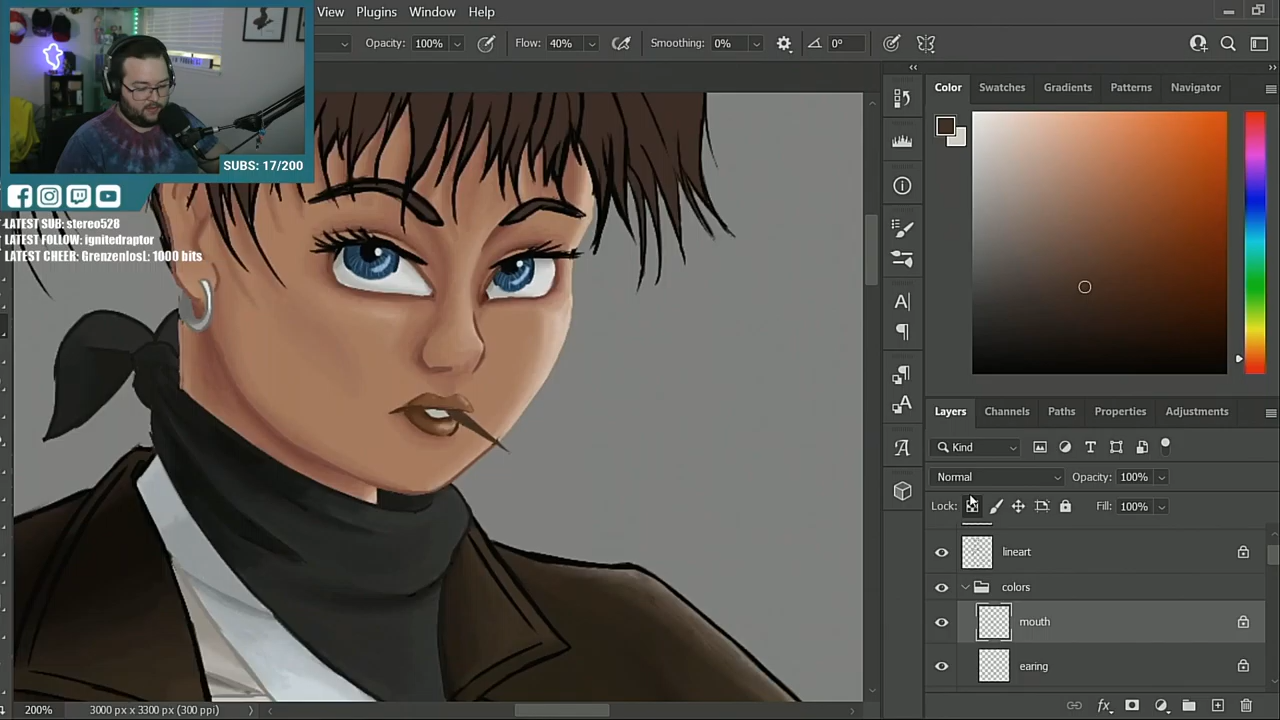 View Plugins Window Help
Opacity: 100% Flow: 40% Smoothing: 0% 0°
SUBS: 17/200
LATEST SUB: stereo528
LATEST FOLLOW: ignitedraptor
LATEST CHEER: GrenzenlosL: 1000 bits
Color Swatches Gradients Patterns Navigator
Layers Channels Paths Properties Adjustments
Kind
Normal Opacity: 100%
Lock: Fill: 100%
lineart
colors
mouth
earing
200% 3000 px x 3300 px (300 ppi)